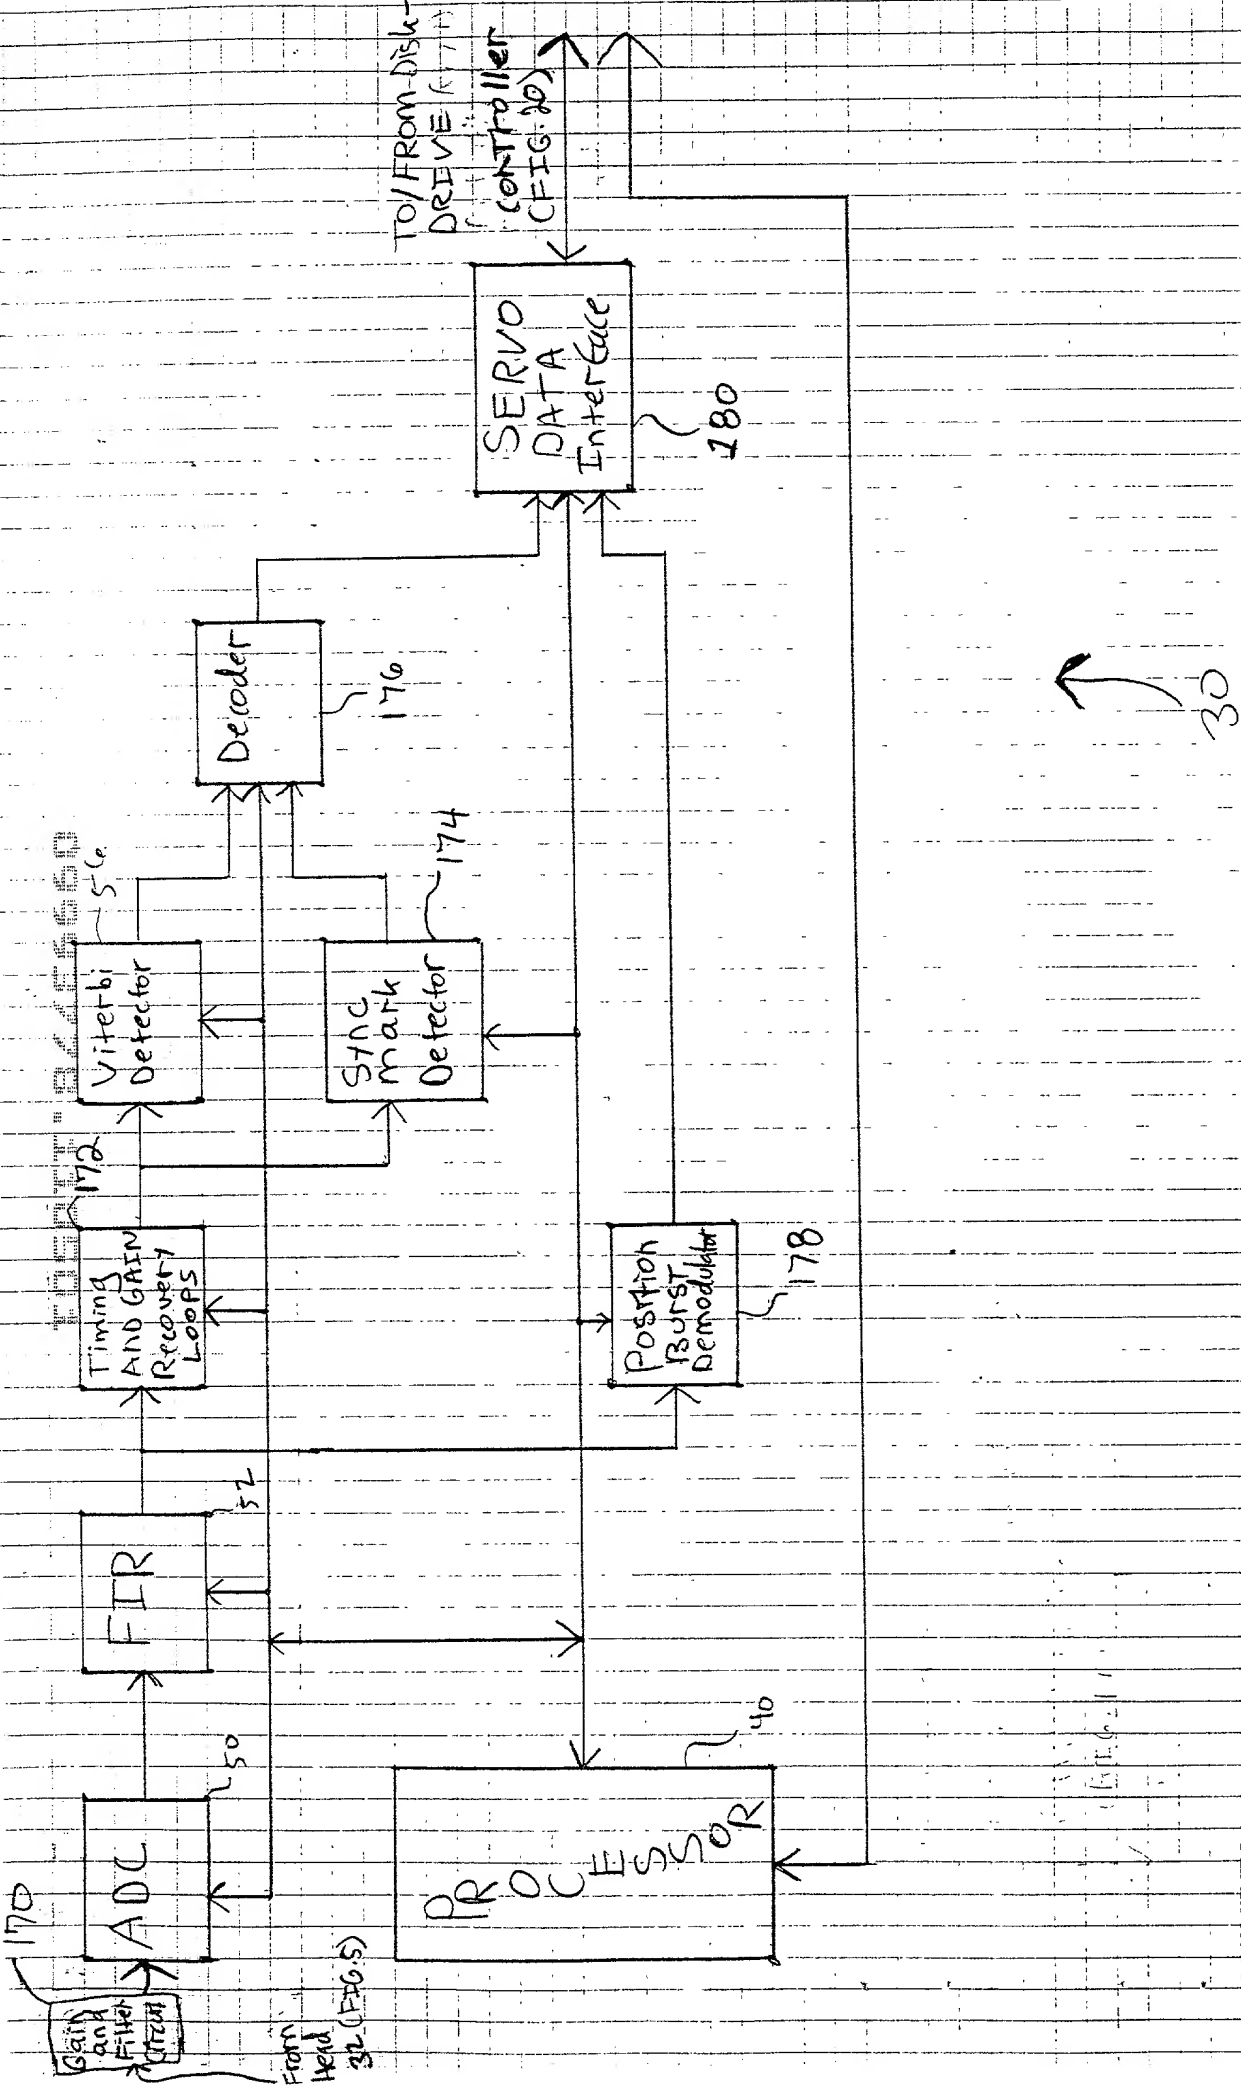 170
Gain
and
Filter
Circuit
From
Head
32 (FIG.5)
ADC
50
FIR
52
Timing
AND GAIN
Recovery
LOOPS
172
Viterbi
Detector
56
Sync
mark
Detector
174
Decoder
176
Position
Burst
Demodulator
178
SERVO
DATA
Interface
180
TO/FROM Disk-
DRIVE
controller
(FIG. 20)
PROCESSOR
40
30